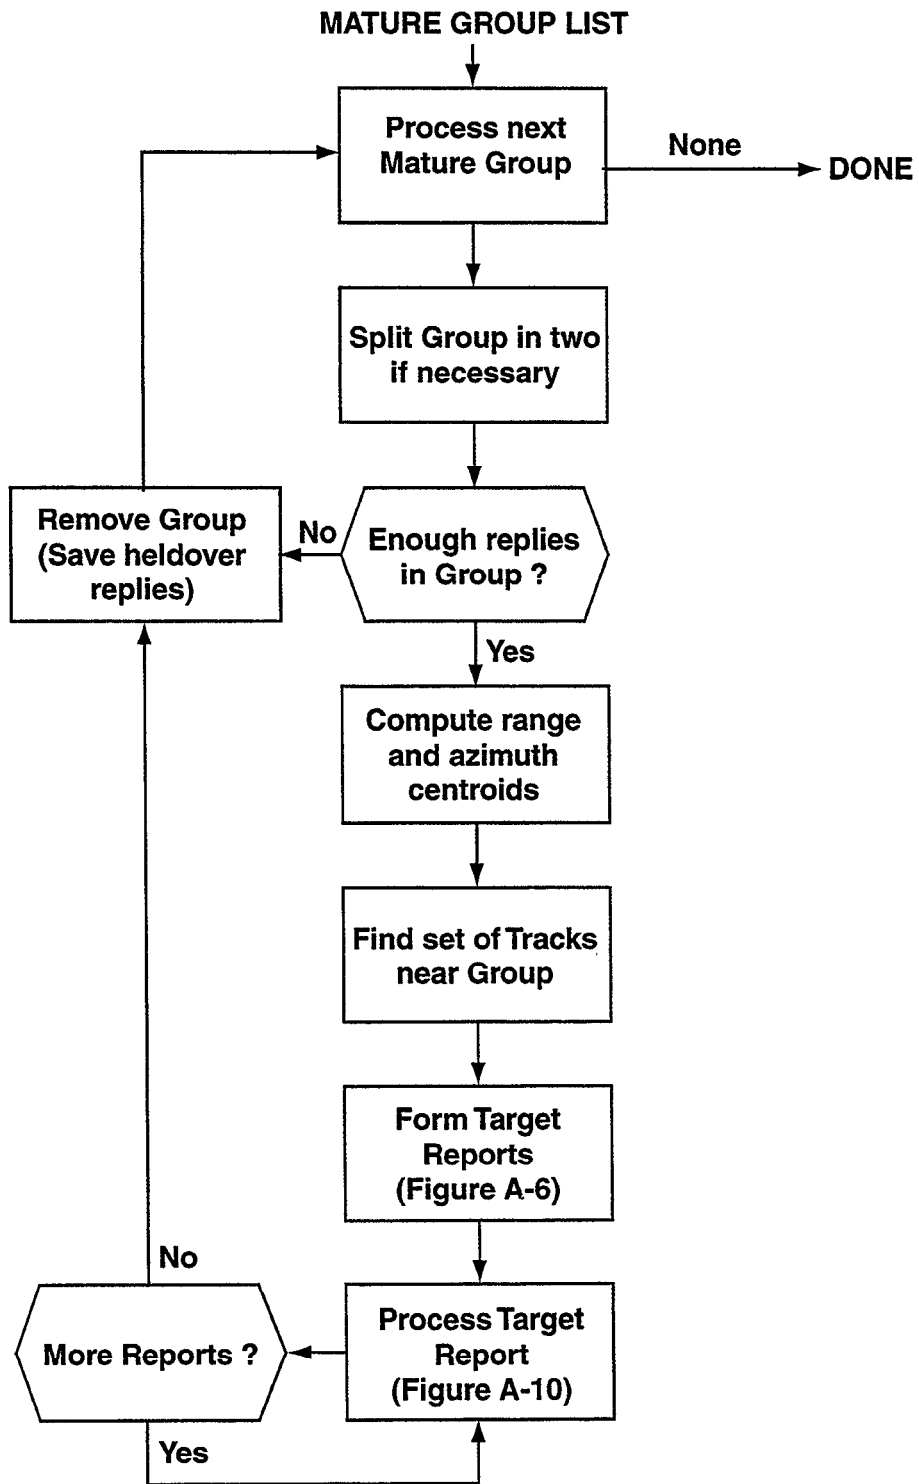 MATURE GROUP LIST
Process next
Mature Group
None
DONE
Split Group in two
if necessary
Remove Group
(Save heldover
replies)
No
Enough replies
in Group ?
Yes
Compute range
and azimuth
centroids
Find set of Tracks
near Group
Form Target
Reports
(Figure A-6)
No
More Reports ?
Process Target
Report
(Figure A-10)
Yes